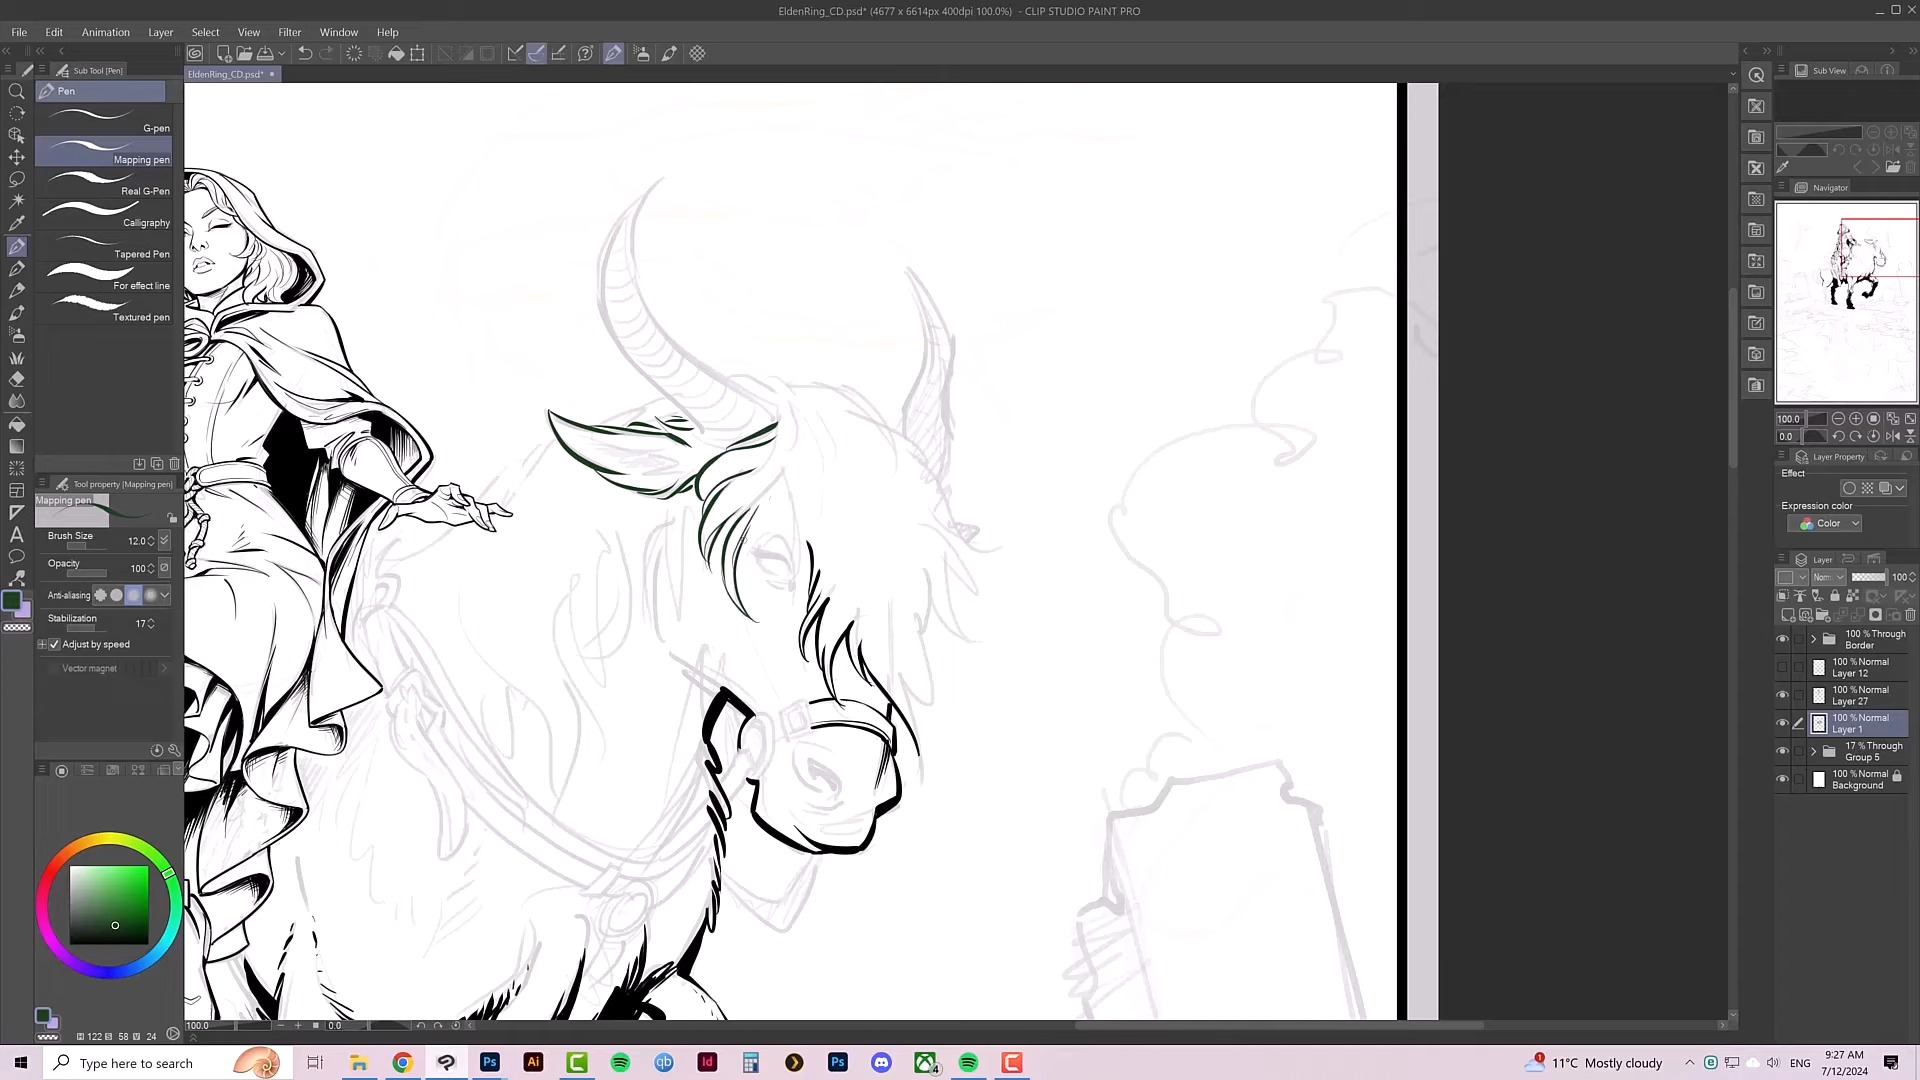 EldenRing_CD.psd* (4677 x 6614px 400dpi 100.0%)  - CLIP STUDIO PAINT PRO
File Edit Animation Layer Select View Filter Window Help
Sub Tool [Pen]
EldenRing_CD.psd*
Sub View
Pen
G-pen
Mapping pen
Real G-Pen
Calligraphy
Tapered Pen
For effect line
Textured pen
Tool property [Mapping pen]
Mapping pen
Brush Size 12.0
Opacity 100
Anti-aliasing
Stabilization 17
Adjust by speed
Vector magnet
H 122 S 58 V 24
100.0 0.0
Navigator
100.0
0.0
Layer Property
Effect
Expression color
Color
Layer
Norm 100
100 % Through
Border
100 % Normal
Layer 12
100 % Normal
Layer 27
100 % Normal
Layer 1
17 % Through
Group 5
100 % Normal
Background
Type here to search
11°C Mostly cloudy
ENG
9:27 AM
7/12/2024